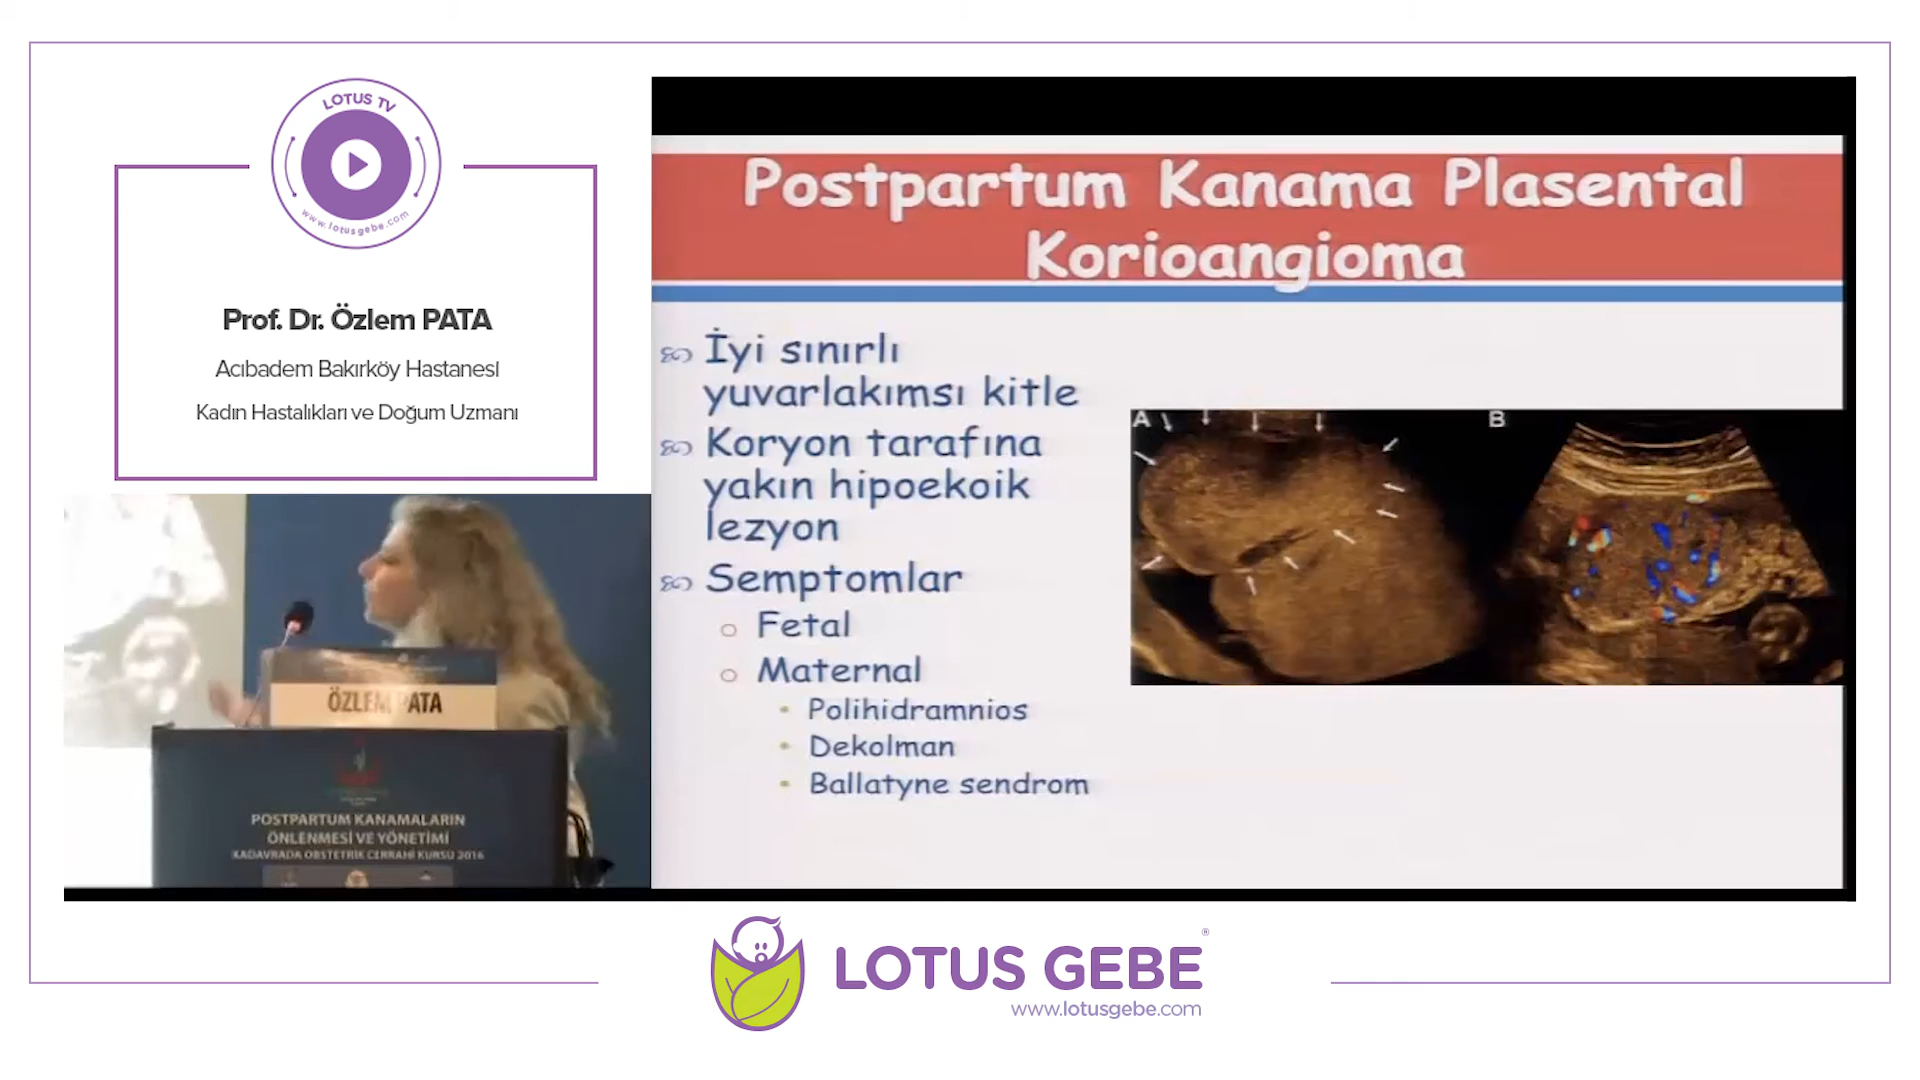 LOTUS TV
www.lotusgebe.com
Prof. Dr. Özlem PATA
Acıbadem Bakırköy Hastanesi
Kadın Hastalıkları ve Doğum Uzmanı
Postpartum Kanama Plasental
Korioangioma
İyi sınırlı
yuvarlakımsı kitle
Koryon tarafına
yakın hipoekoik
lezyon
Semptomlar
Fetal
Maternal
Polihidramnios
Dekolman
Ballatyne sendrom
A
B
ÖZLEM PATA
POSTPARTUM KANAMALARIN
ÖNLENMESİ VE YÖNETİMİ
KADAVRADA OBSTETRİK CERRAHİ KURSU 2016
LOTUS GEBE®
www.lotusgebe.com